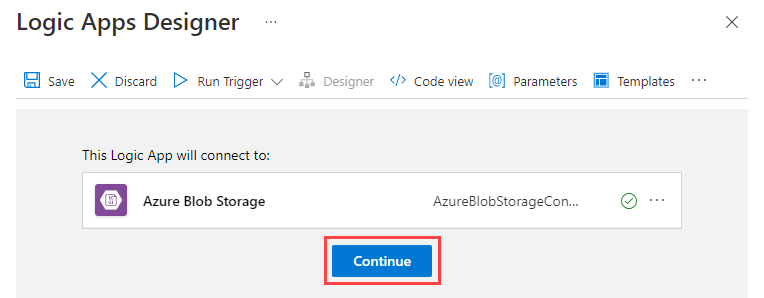 Logic Apps Designer ...
Save Discard Run Trigger Designer Code view [@] Parameters Templates ...
This Logic App will connect to:
Azure Blob Storage AzureBlobStorageCon... ...
Continue